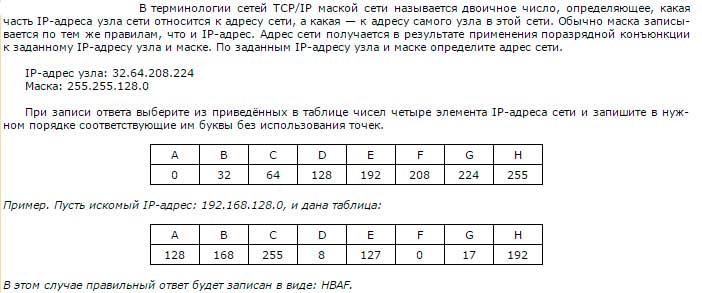 В терминологии сетей TCP/IP маской сети называется двоичное число, определяющее, какая
часть IP-адреса узла сети относится к адресу сети, а какая — к адресу самого узла в этой сети. Обычно маска записы-
вается по тем же правилам, что и IP-адрес. Адрес сети получается в результате применения поразрядной конъюнкции
к заданному IP-адресу узла и маске. По заданным IP-адресу узла и маске определите адрес сети.
IP-адрес узла: 32.64.208.224
Маска: 255.255.128.0
При записи ответа выберите из приведённых в таблице чисел четыре элемента IP-адреса сети и запишите в нуж-
ном порядке соответствующие им буквы без использования точек.
A B C D E F G H
0 32 64 128 192 208 224 255
Пример. Пусть искомый IP-адрес: 192.168.128.0, и дана таблица:
A B C D E F G H
128 168 255 8 127 0 17 192
В этом случае правильный ответ будет записан в виде: HBAF.